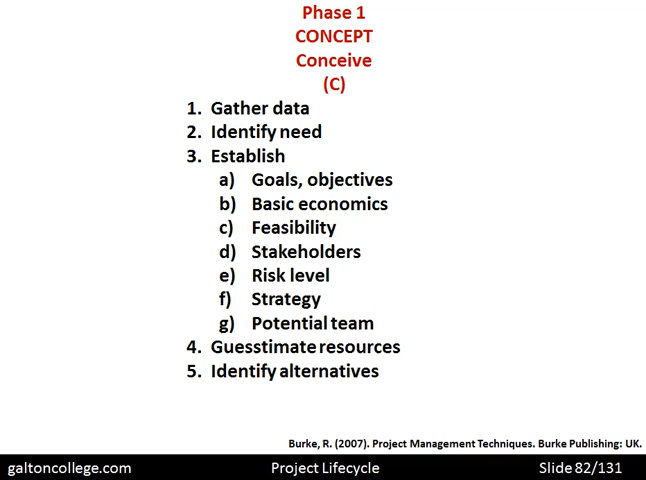 Phase 1
CONCEPT
Conceive
(C)
1. Gather data
2. Identify need
3. Establish
a) Goals, objectives
b) Basic economics
c) Feasibility
d) Stakeholders
e) Risk level
f) Strategy
g) Potential team
4. Guesstimate resources
5. Identify alternatives
Burke, R. (2007). Project Management Techniques. Burke Publishing: UK.
galtoncollege.com Project Lifecycle Slide 82/131